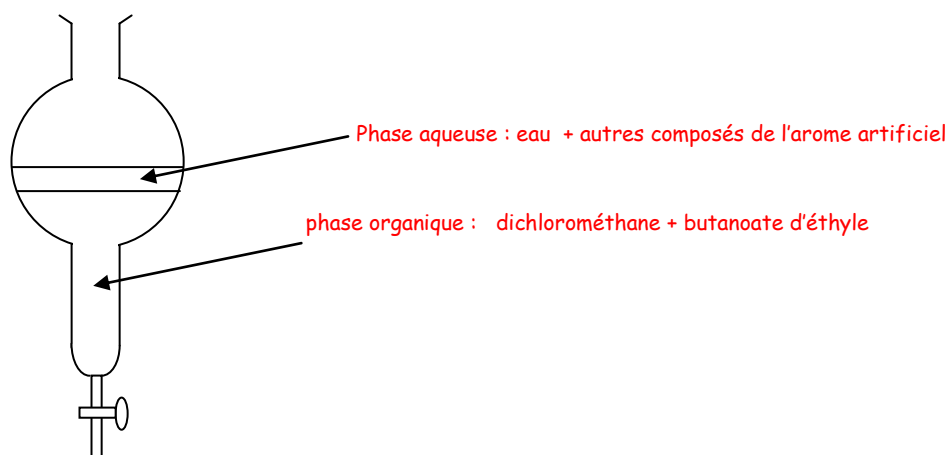 Phase aqueuse : eau + autres composés de l'arome artificiel
phase organique : dichlorométhane + butanoate d'éthyle